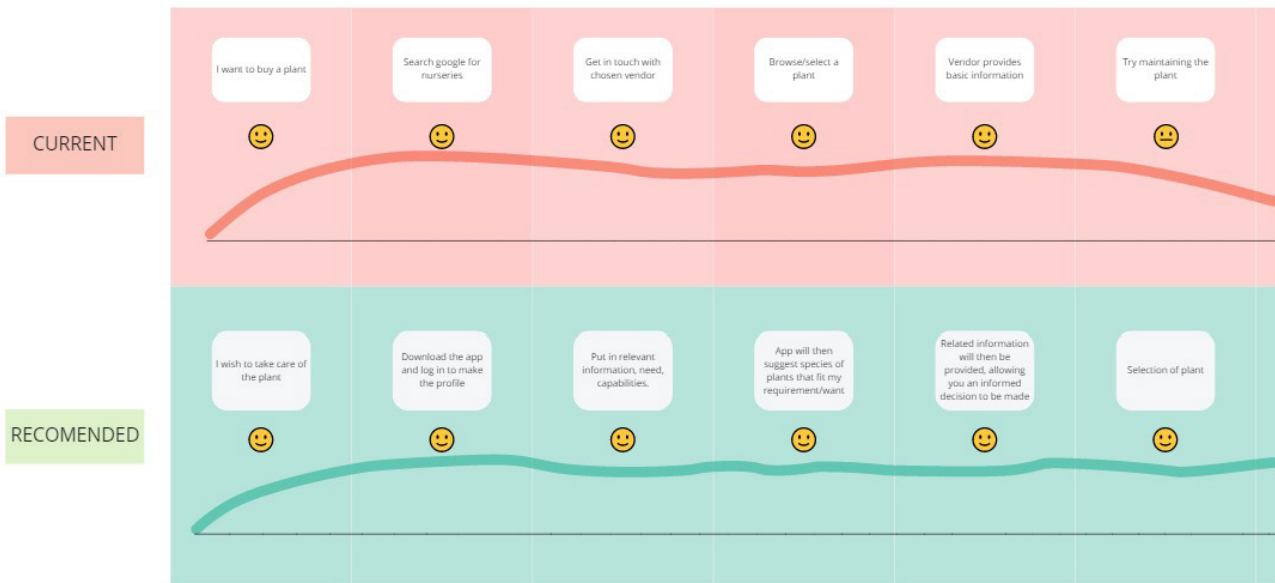 I want to buy a plant
Search google for
nurseries
Get in touch with
chosen vendor
Browse/select a
plant
Vendor provides
basic information
Try maintaining the
plant
CURRENT
I wish to take care of
the plant
Download the app
and log in to make
the profile
Put in relevant
information, need,
capabilities.
App will then
suggest species of
plants that fit my
requirement/want
Related information
will then be
provided, allowing
you an informed
decision to be made
Selection of plant
RECOMENDED